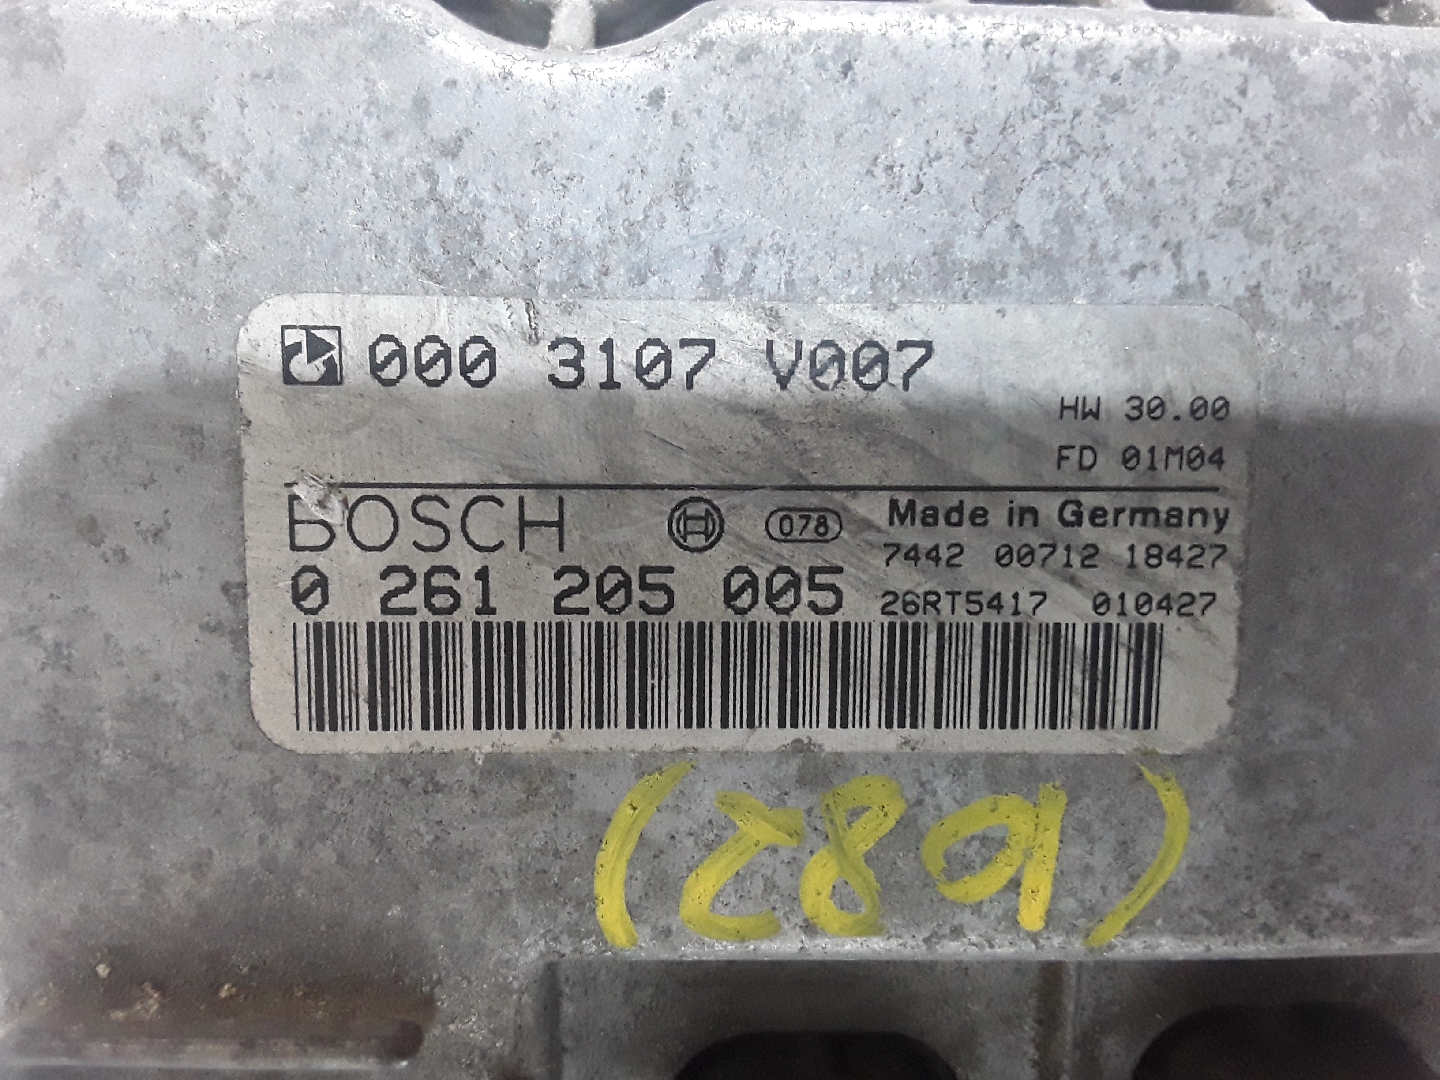 000 3107 V007
HW 30.00
FD 01M04
BOSCH
078
Made in Germany
7442 00712 18427
0 261 205 005
26RT5417 010427
(2801)